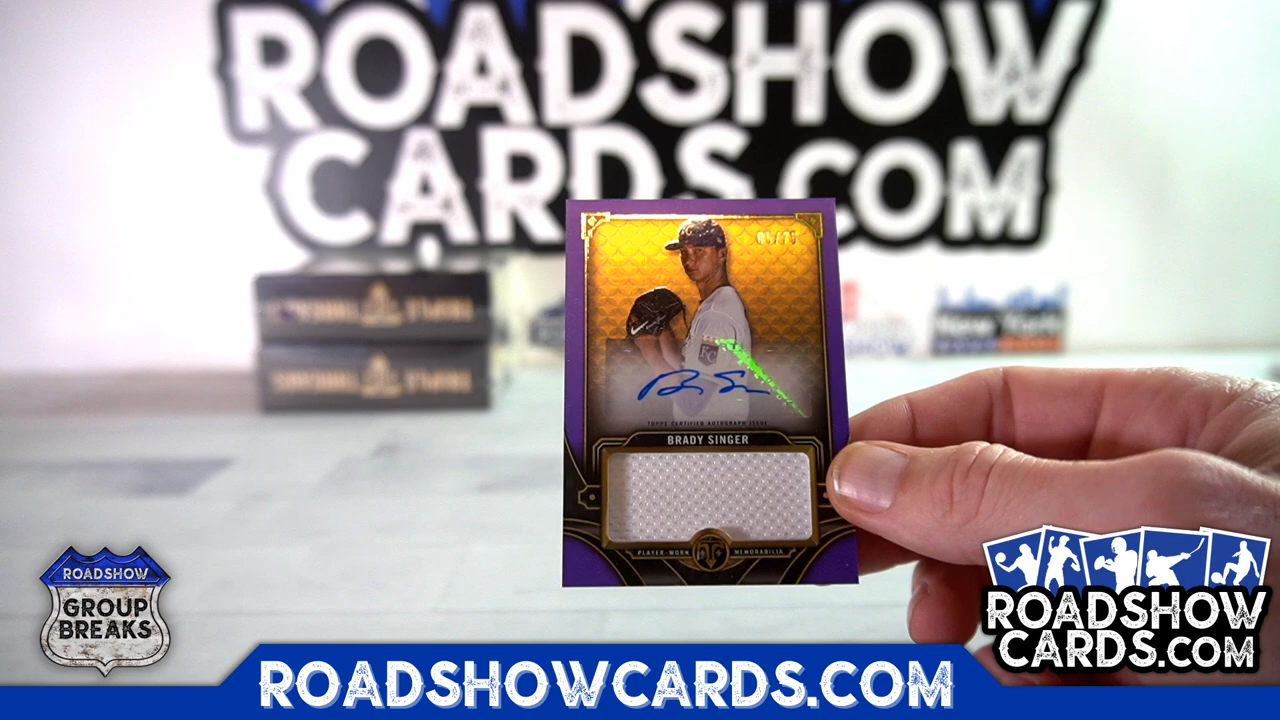 ROADSHOW
CARDS.COM
KC
TOPPS CERTIFIED AUTOGRAPH ISSUE
BRADY SINGER
PLAYER-WORN MEMORABILIA
ROADSHOW
GROUP
BREAKS
ROADSHOW
CARDS.COM
ROADSHOWCARDS.COM